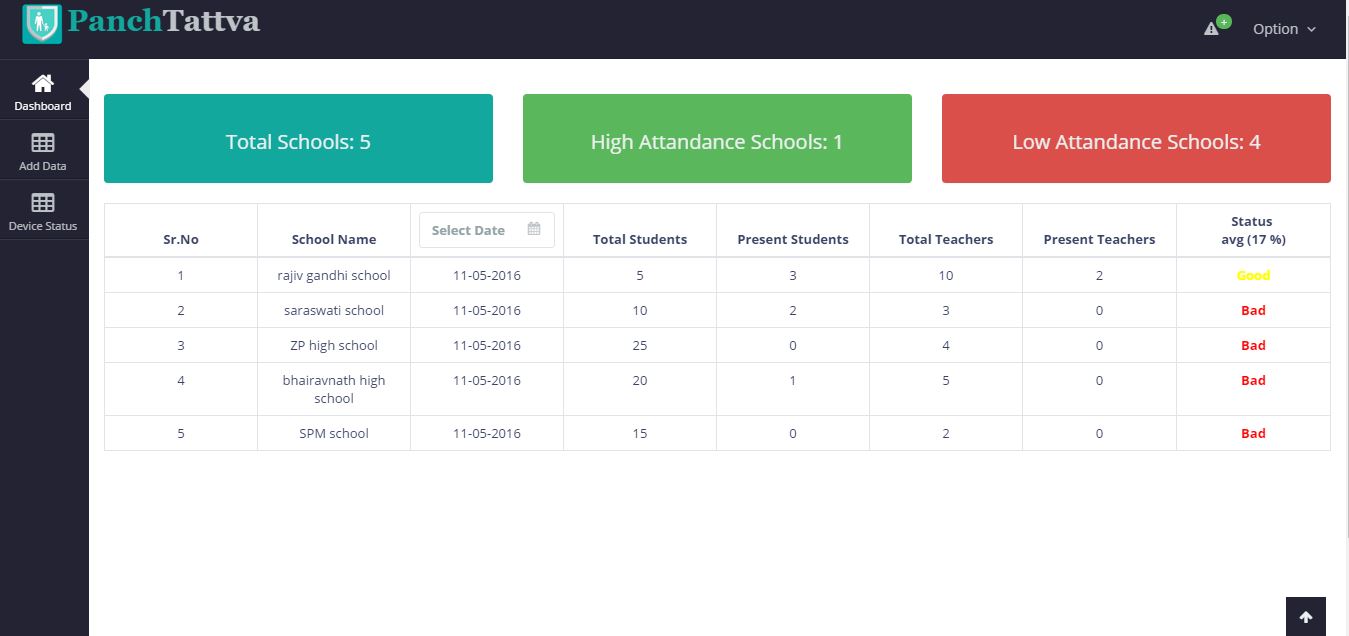 PanchTattva
+
Option
Dashboard
Add Data
Device Status
Total Schools: 5
High Attandance Schools: 1
Low Attandance Schools: 4
Sr.No School Name Select Date Total Students Present Students Total Teachers Present Teachers Status
avg (17 %)
1 rajiv gandhi school 11-05-2016 5 3 10 2 Good
2 saraswati school 11-05-2016 10 2 3 0 Bad
3 ZP high school 11-05-2016 25 0 4 0 Bad
4 bhairavnath high 11-05-2016 20 1 5 0 Bad
school
5 SPM school 11-05-2016 15 0 2 0 Bad